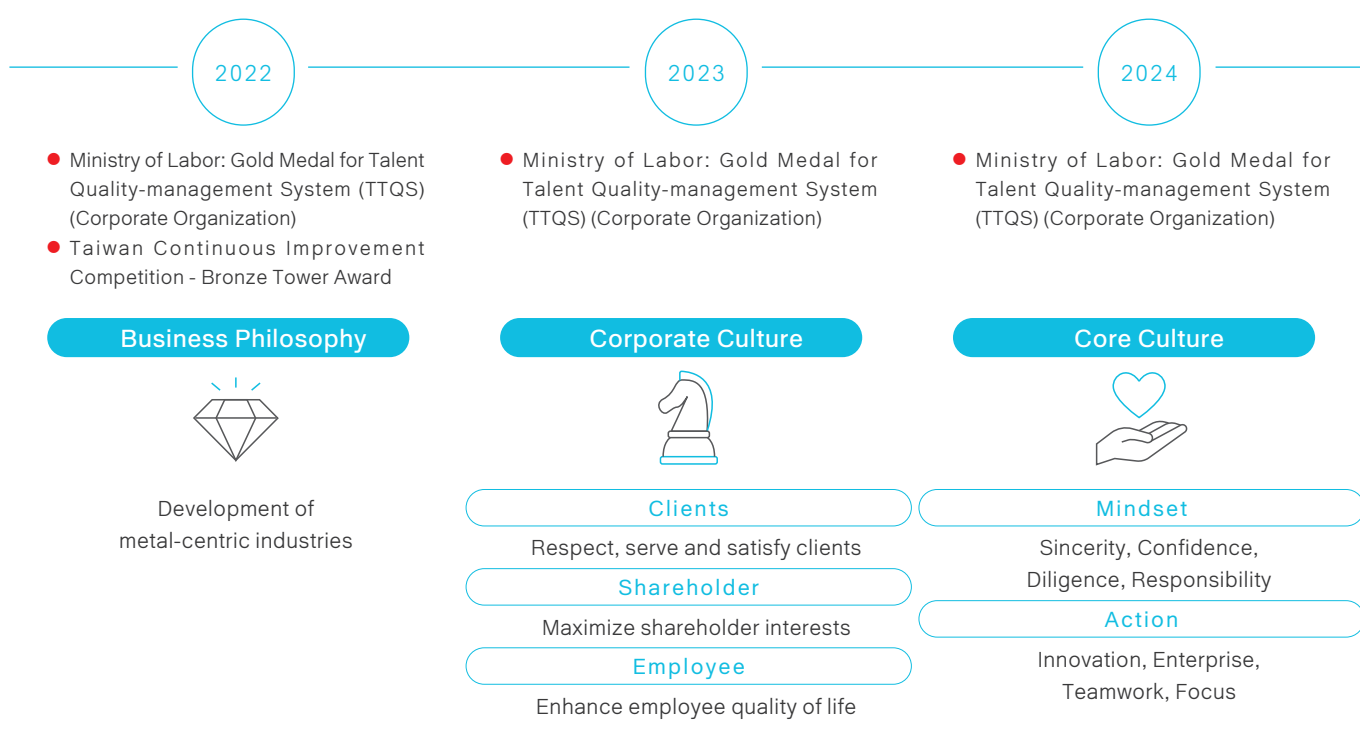 2022
2023
2024
Ministry of Labor: Gold Medal for Talent
Quality-management System (TTQS)
(Corporate Organization)
Taiwan Continuous Improvement
Competition - Bronze Tower Award
Ministry of Labor: Gold Medal for
Talent Quality-management System
(TTQS) (Corporate Organization)
Ministry of Labor: Gold Medal for
Talent Quality-management System
(TTQS) (Corporate Organization)
Business Philosophy
Development of
metal-centric industries
Corporate Culture
Clients
Respect, serve and satisfy clients
Shareholder
Maximize shareholder interests
Employee
Enhance employee quality of life
Core Culture
Mindset
Sincerity, Confidence,
Diligence, Responsibility
Action
Innovation, Enterprise,
Teamwork, Focus